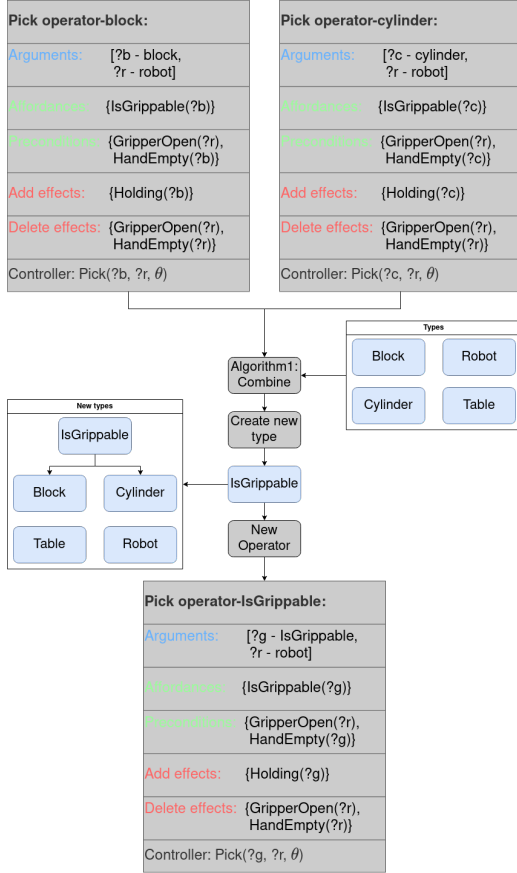 Pick operator-block:
Arguments: [?b - block,
?r - robot]
Affordances: {IsGrippable(?b)}
Preconditions: {GripperOpen(?r),
HandEmpty(?b)}
Add effects: {Holding(?b)}
Delete effects: {GripperOpen(?r),
HandEmpty(?r)}
Controller: Pick(?b, ?r, θ)
Pick operator-cylinder:
Arguments: [?c - cylinder,
?r - robot]
Affordances: {IsGrippable(?c)}
Preconditions: {GripperOpen(?r),
HandEmpty(?c)}
Add effects: {Holding(?c)}
Delete effects: {GripperOpen(?r),
HandEmpty(?r)}
Controller: Pick(?c, ?r, θ)
Types
Block
Robot
Cylinder
Table
Algorithm1:
Combine
Create new
type
IsGrippable
New
Operator
New types
IsGrippable
Block
Cylinder
Table
Robot
Pick operator-IsGrippable:
Arguments: [?g - IsGrippable,
?r - robot]
Affordances: {IsGrippable(?g)}
Preconditions: {GripperOpen(?r),
HandEmpty(?g)}
Add effects: {Holding(?g)}
Delete effects: {GripperOpen(?r),
HandEmpty(?r)}
Controller: Pick(?g, ?r, θ)